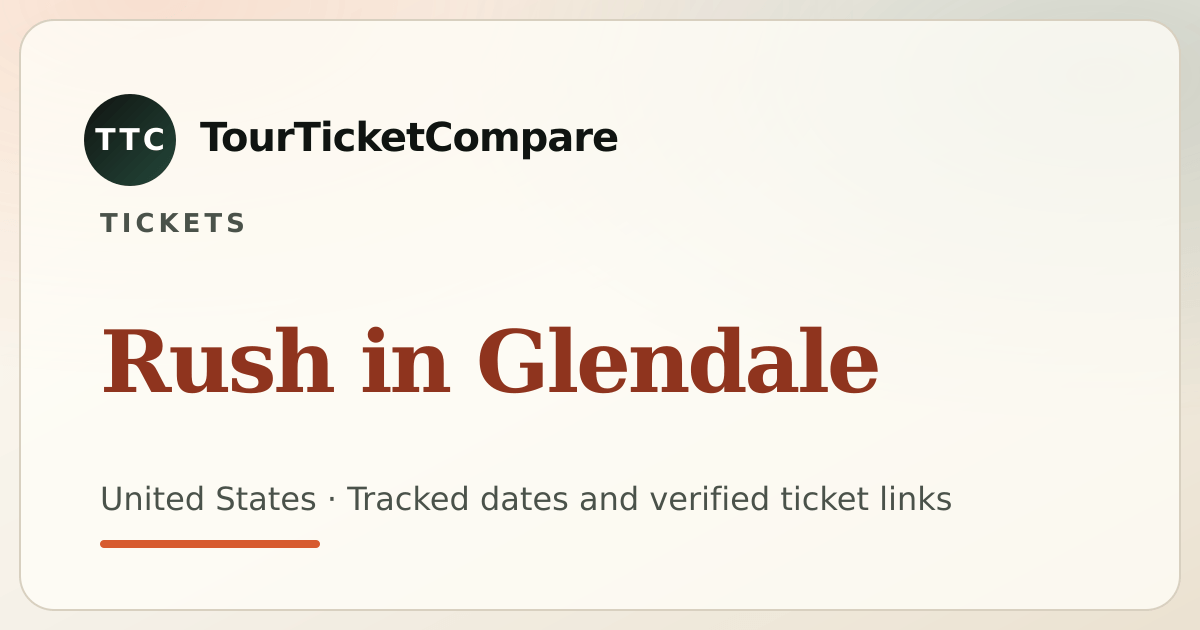 TTC TourTicketCompare
TICKETS
Rush in Glendale
United States · Tracked dates and verified ticket links